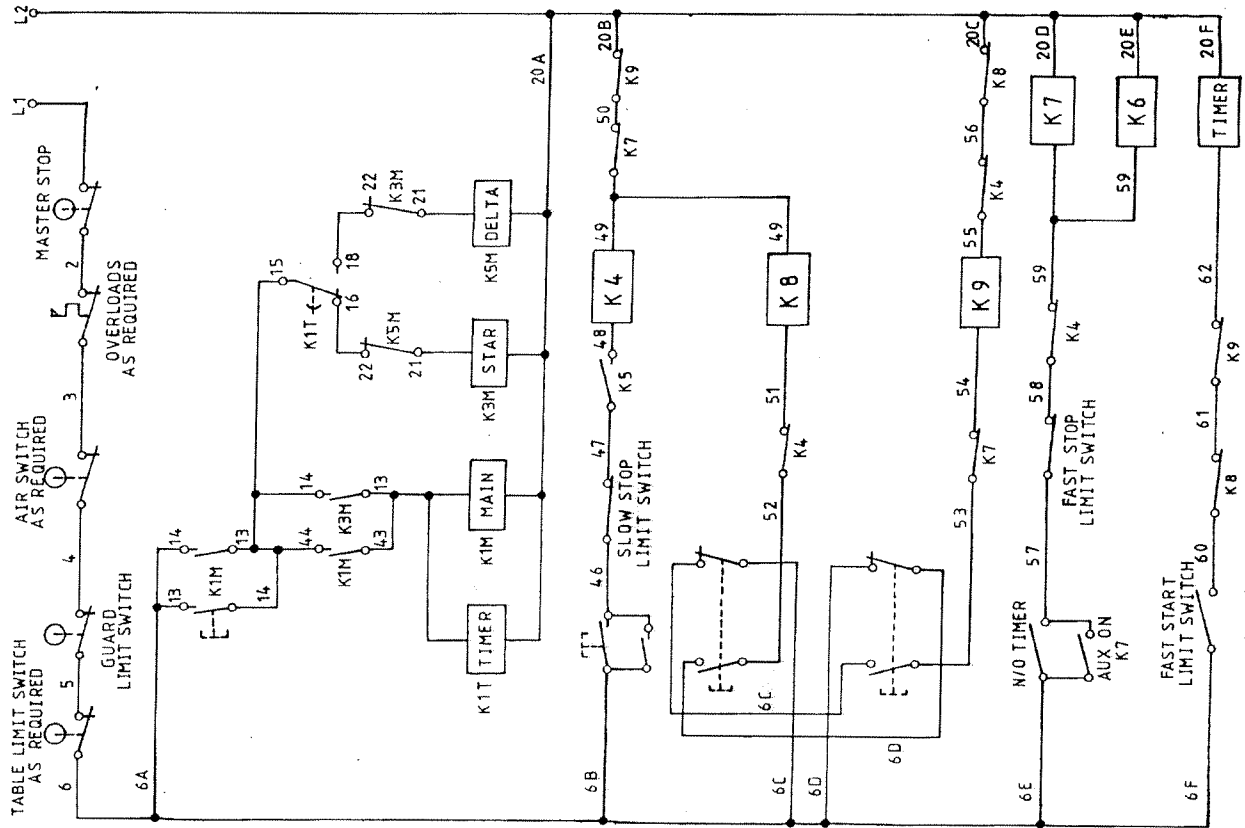 L2
L1
MASTER STOP
2
OVERLOADS
AS REQUIRED
3
AIR SWITCH
AS REQUIRED
4
GUARD
LIMIT SWITCH
5
TABLE LIMIT SWITCH
AS REQUIRED
6
6A
13
14
K1M
14
13
44
43
K1M
14
13
K3M
15
K1T
16
18
22
21
K5M
22
21
K3M
K1T
TIMER
K1M
MAIN
K3M
STAR
K5M
DELTA
20A
6B
46
SLOW STOP
LIMIT SWITCH
47
K5
48
K4
49
K7
50
K9
20B
6C
6C
52
K4
51
K8
49
6D
6D
53
K7
54
K9
55
K4
56
K8
20C
6E
N/O TIMER
AUX ON
K7
57
FAST STOP
LIMIT SWITCH
58
K4
59
K7
20D
59
K6
20E
6F
FAST START
LIMIT SWITCH
60
K8
61
K9
62
TIMER
20F